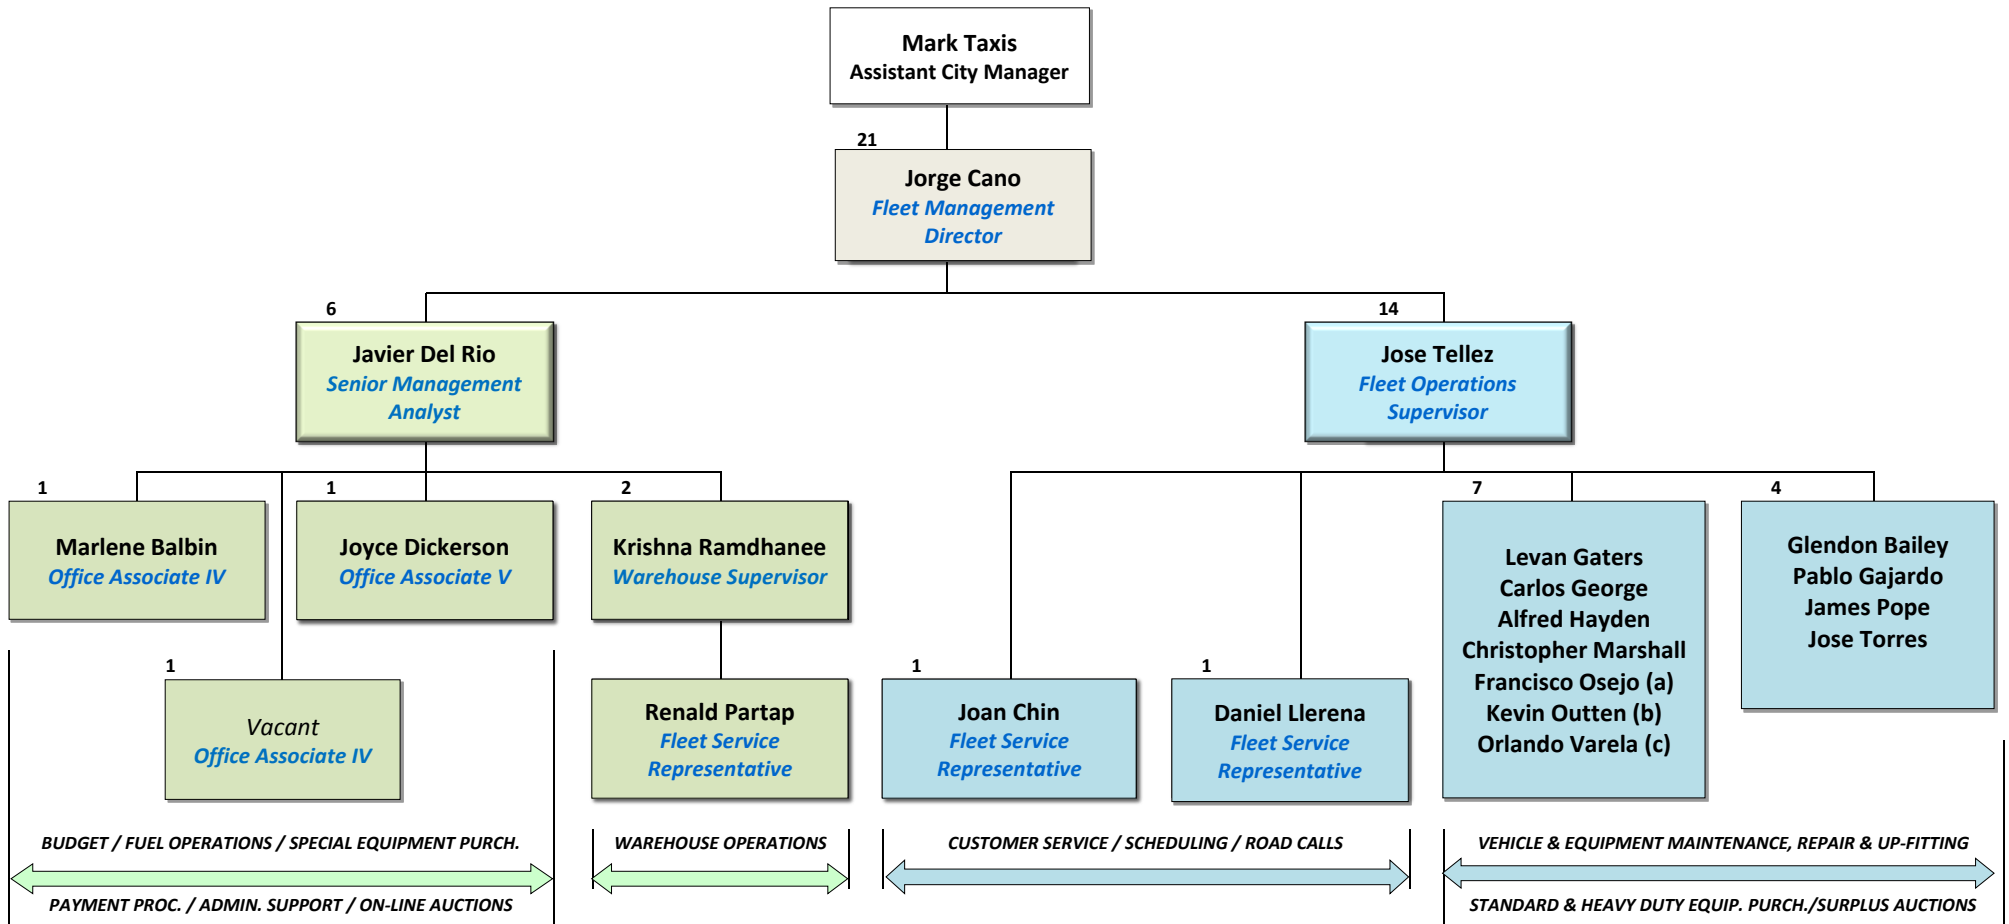 Mark Taxis
Assistant City Manager
21
Jorge Cano
Fleet Management
Director
6
Javier Del Rio
Senior Management
Analyst
14
Jose Tellez
Fleet Operations
Supervisor
1
Marlene Balbin
Office Associate IV
1
Joyce Dickerson
Office Associate V
2
Krishna Ramdhanee
Warehouse Supervisor
1
Vacant
Office Associate IV
Renald Partap
Fleet Service
Representative
1
Joan Chin
Fleet Service
Representative
1
Daniel Llerena
Fleet Service
Representative
7
Levan Gaters
Carlos George
Alfred Hayden
Christopher Marshall
Francisco Osejo (a)
Kevin Outten (b)
Orlando Varela (c)
4
Glendon Bailey
Pablo Gajardo
James Pope
Jose Torres
BUDGET / FUEL OPERATIONS / SPECIAL EQUIPMENT PURCH.
PAYMENT PROC. / ADMIN. SUPPORT / ON-LINE AUCTIONS
WAREHOUSE OPERATIONS
CUSTOMER SERVICE / SCHEDULING / ROAD CALLS
VEHICLE & EQUIPMENT MAINTENANCE, REPAIR & UP-FITTING
STANDARD & HEAVY DUTY EQUIP. PURCH./SURPLUS AUCTIONS